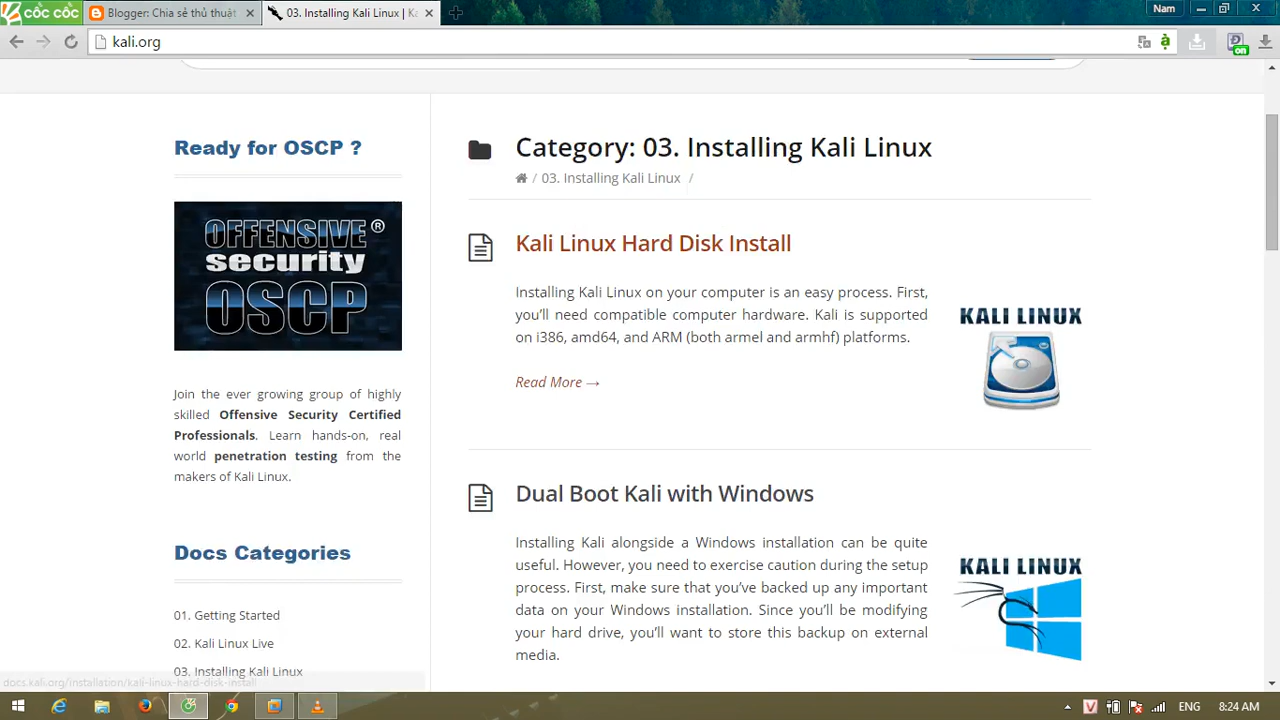 cốc cốc
Blogger: Chia sẻ thủ thuật
03. Installing Kali Linux | Ka
Nam
kali.org
on
Ready for OSCP ?
OFFENSIVE®
security
OSCP
Join the ever growing group of highly
skilled Offensive Security Certified
Professionals. Learn hands-on, real
world penetration testing from the
makers of Kali Linux.
Docs Categories
01. Getting Started
02. Kali Linux Live
03. Installing Kali Linux
Category: 03. Installing Kali Linux
/ 03. Installing Kali Linux /
Kali Linux Hard Disk Install
Installing Kali Linux on your computer is an easy process. First,
you’ll need compatible computer hardware. Kali is supported
on i386, amd64, and ARM (both armel and armhf) platforms.
Read More →
KALI LINUX
Dual Boot Kali with Windows
Installing Kali alongside a Windows installation can be quite
useful. However, you need to exercise caution during the setup
process. First, make sure that you’ve backed up any important
data on your Windows installation. Since you’ll be modifying
your hard drive, you’ll want to store this backup on external
media.
KALI LINUX
docs.kali.org/installation/kali-linux-hard-disk-install
V
ENG
8:24 AM